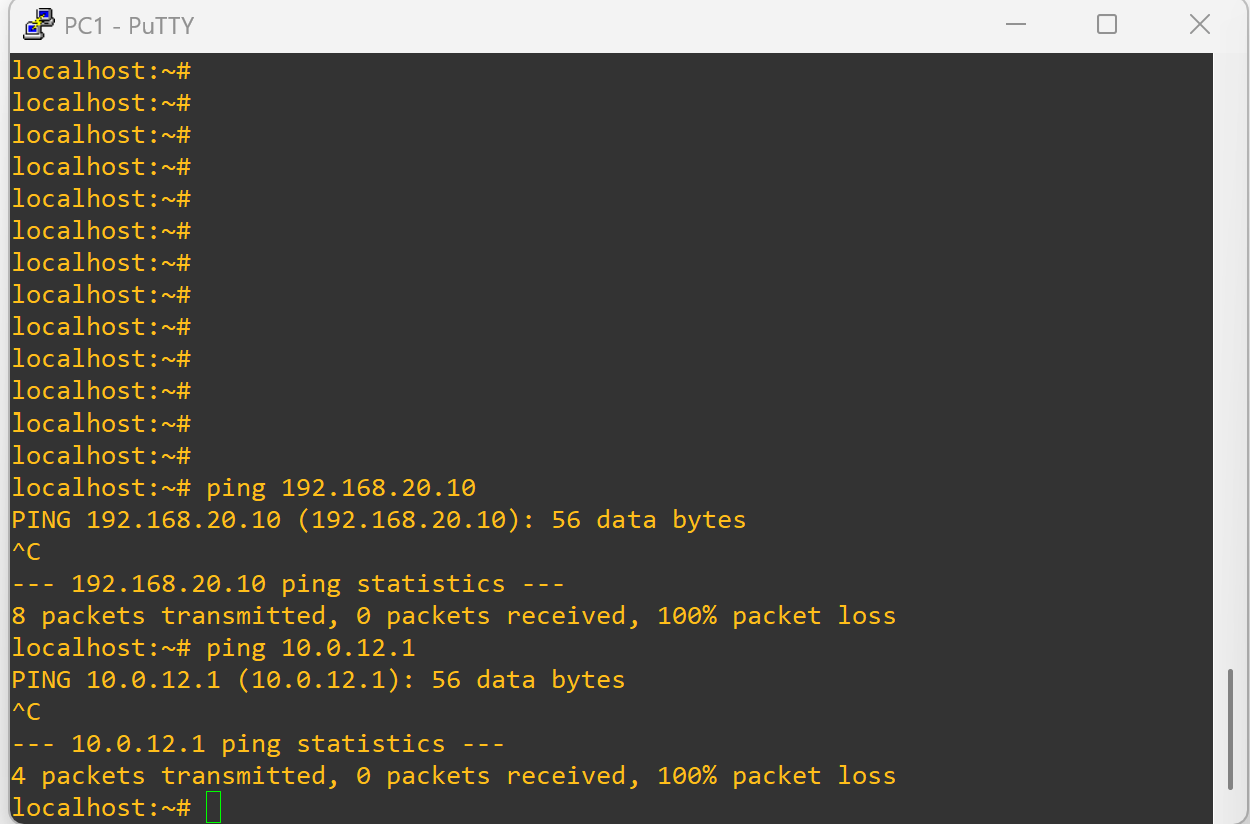 PC1 - PuTTY
localhost:~#
localhost:~#
localhost:~#
localhost:~#
localhost:~#
localhost:~#
localhost:~#
localhost:~#
localhost:~#
localhost:~#
localhost:~#
localhost:~#
localhost:~#
localhost:~# ping 192.168.20.10
PING 192.168.20.10 (192.168.20.10): 56 data bytes
^C
--- 192.168.20.10 ping statistics ---
8 packets transmitted, 0 packets received, 100% packet loss
localhost:~# ping 10.0.12.1
PING 10.0.12.1 (10.0.12.1): 56 data bytes
^C
--- 10.0.12.1 ping statistics ---
4 packets transmitted, 0 packets received, 100% packet loss
localhost:~#